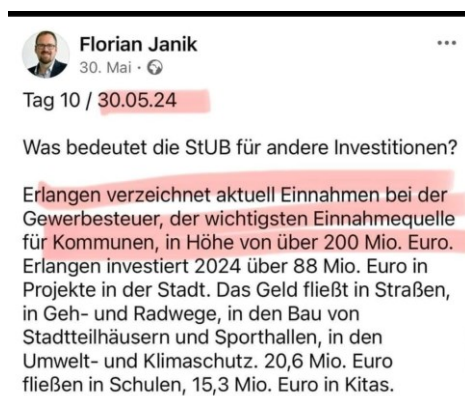 Florian Janik
30. Mai ·
Tag 10 / 30.05.24
Was bedeutet die StUB für andere Investitionen?
Erlangen verzeichnet aktuell Einnahmen bei der
Gewerbesteuer, der wichtigsten Einnahmequelle
für Kommunen, in Höhe von über 200 Mio. Euro.
Erlangen investiert 2024 über 88 Mio. Euro in
Projekte in der Stadt. Das Geld fließt in Straßen,
in Geh- und Radwege, in den Bau von
Stadtteilhäusern und Sporthallen, in den
Umwelt- und Klimaschutz. 20,6 Mio. Euro
fließen in Schulen, 15,3 Mio. Euro in Kitas.